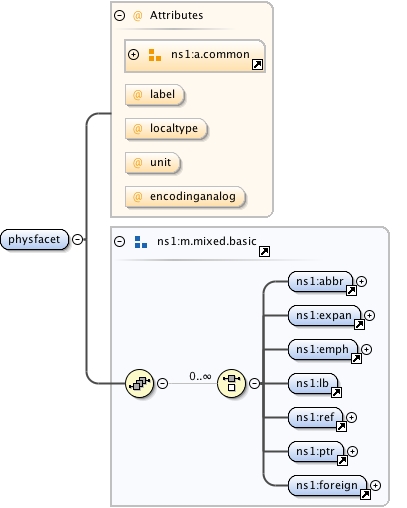 @ Attributes
ns1:a.common
@ label
@ localtype
@ unit
@ encodinganalog
physfacet
ns1:m.mixed.basic
ns1:abbr
ns1:expan
ns1:emph
0..∞
ns1:lb
ns1:ref
ns1:ptr
ns1:foreign